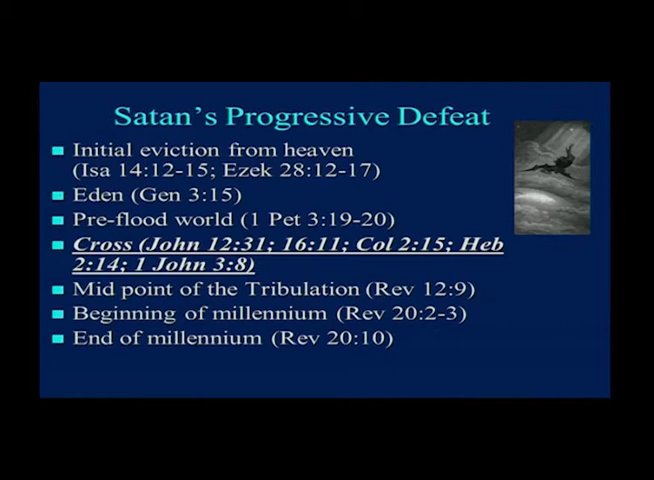 Satan's Progressive Defeat
Initial eviction from heaven
(Isa 14:12-15; Ezek 28:12-17)
Eden (Gen 3:15)
Pre-flood world (1 Pet 3:19-20)
Cross (John 12:31; 16:11; Col 2:15; Heb
2:14; 1 John 3:8)
Mid point of the Tribulation (Rev 12:9)
Beginning of millennium (Rev 20:2-3)
End of millennium (Rev 20:10)